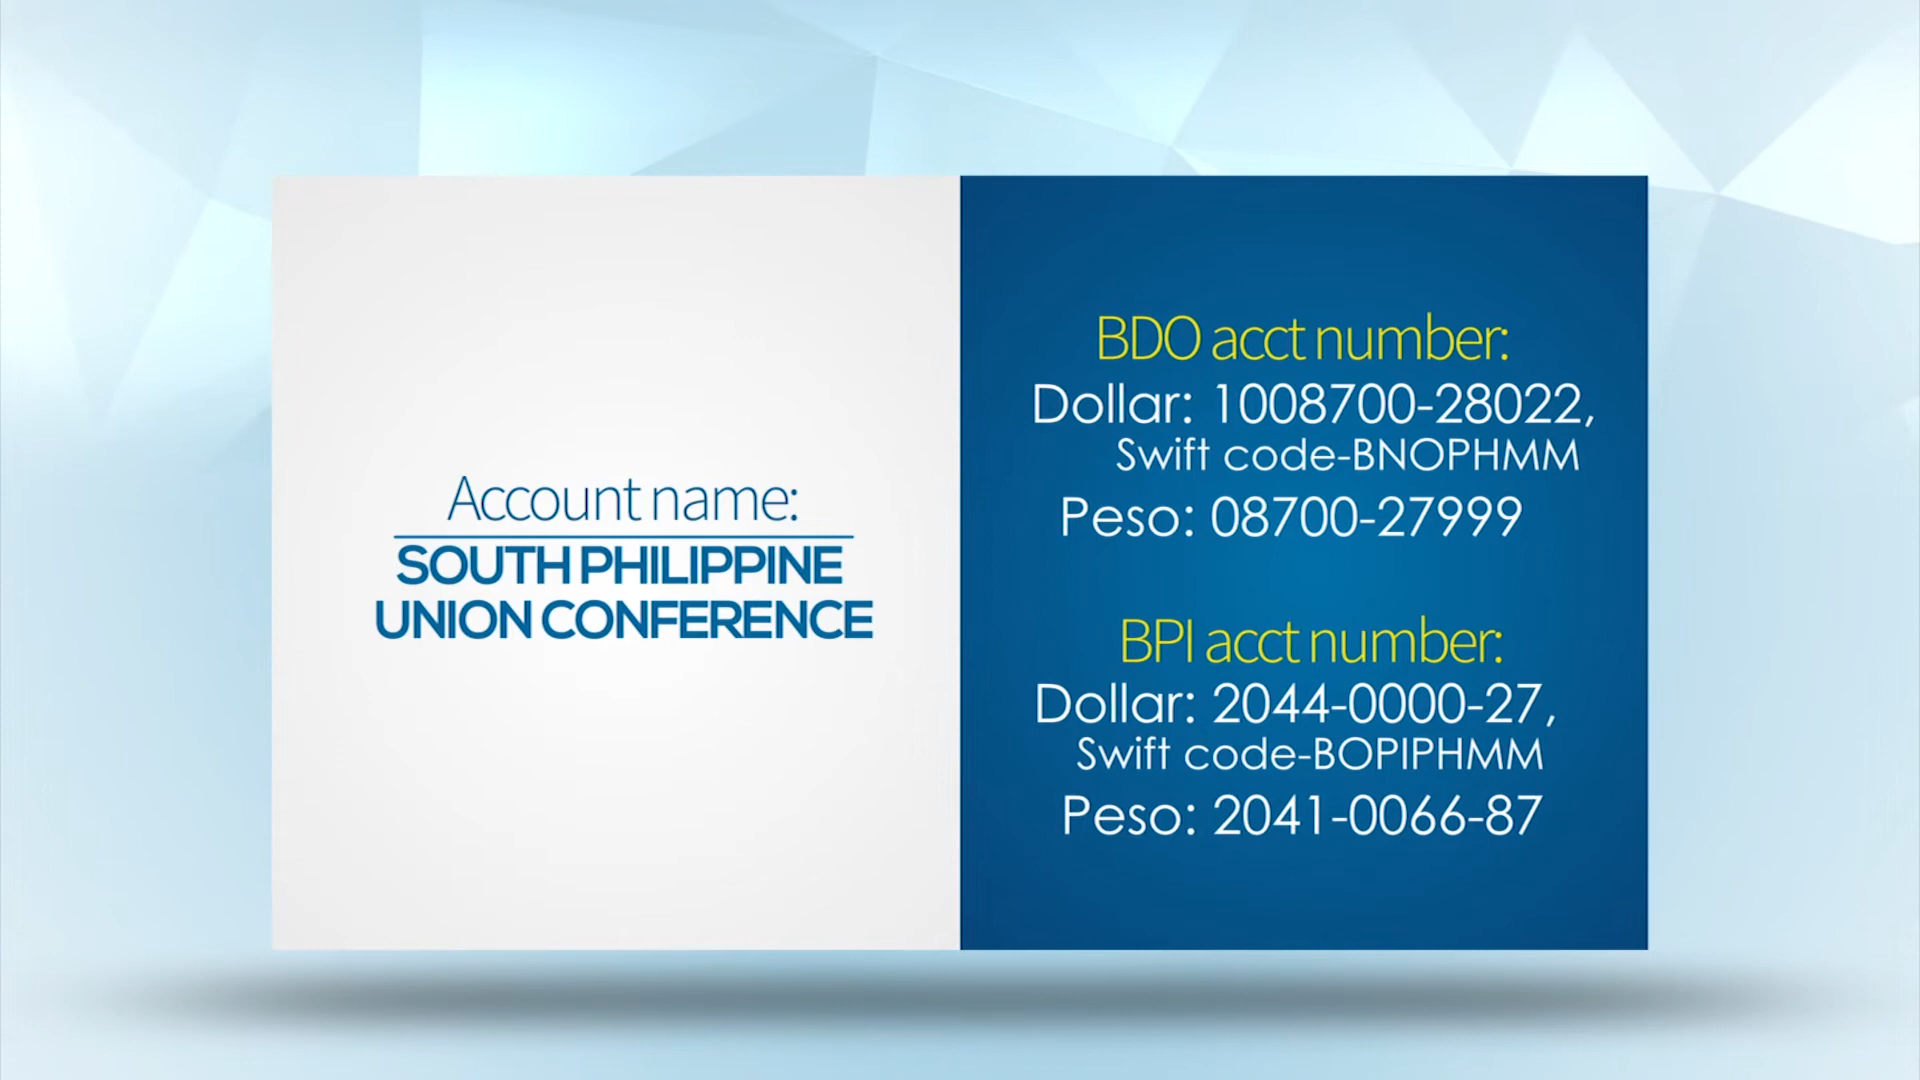 Account name:
SOUTH PHILIPPINE
UNION CONFERENCE
BDO acct number:
Dollar: 1008700-28022,
Swift code-BNOPHMM
Peso: 08700-27999
BPI acct number:
Dollar: 2044-0000-27,
Swift code-BOPIPHMM
Peso: 2041-0066-87